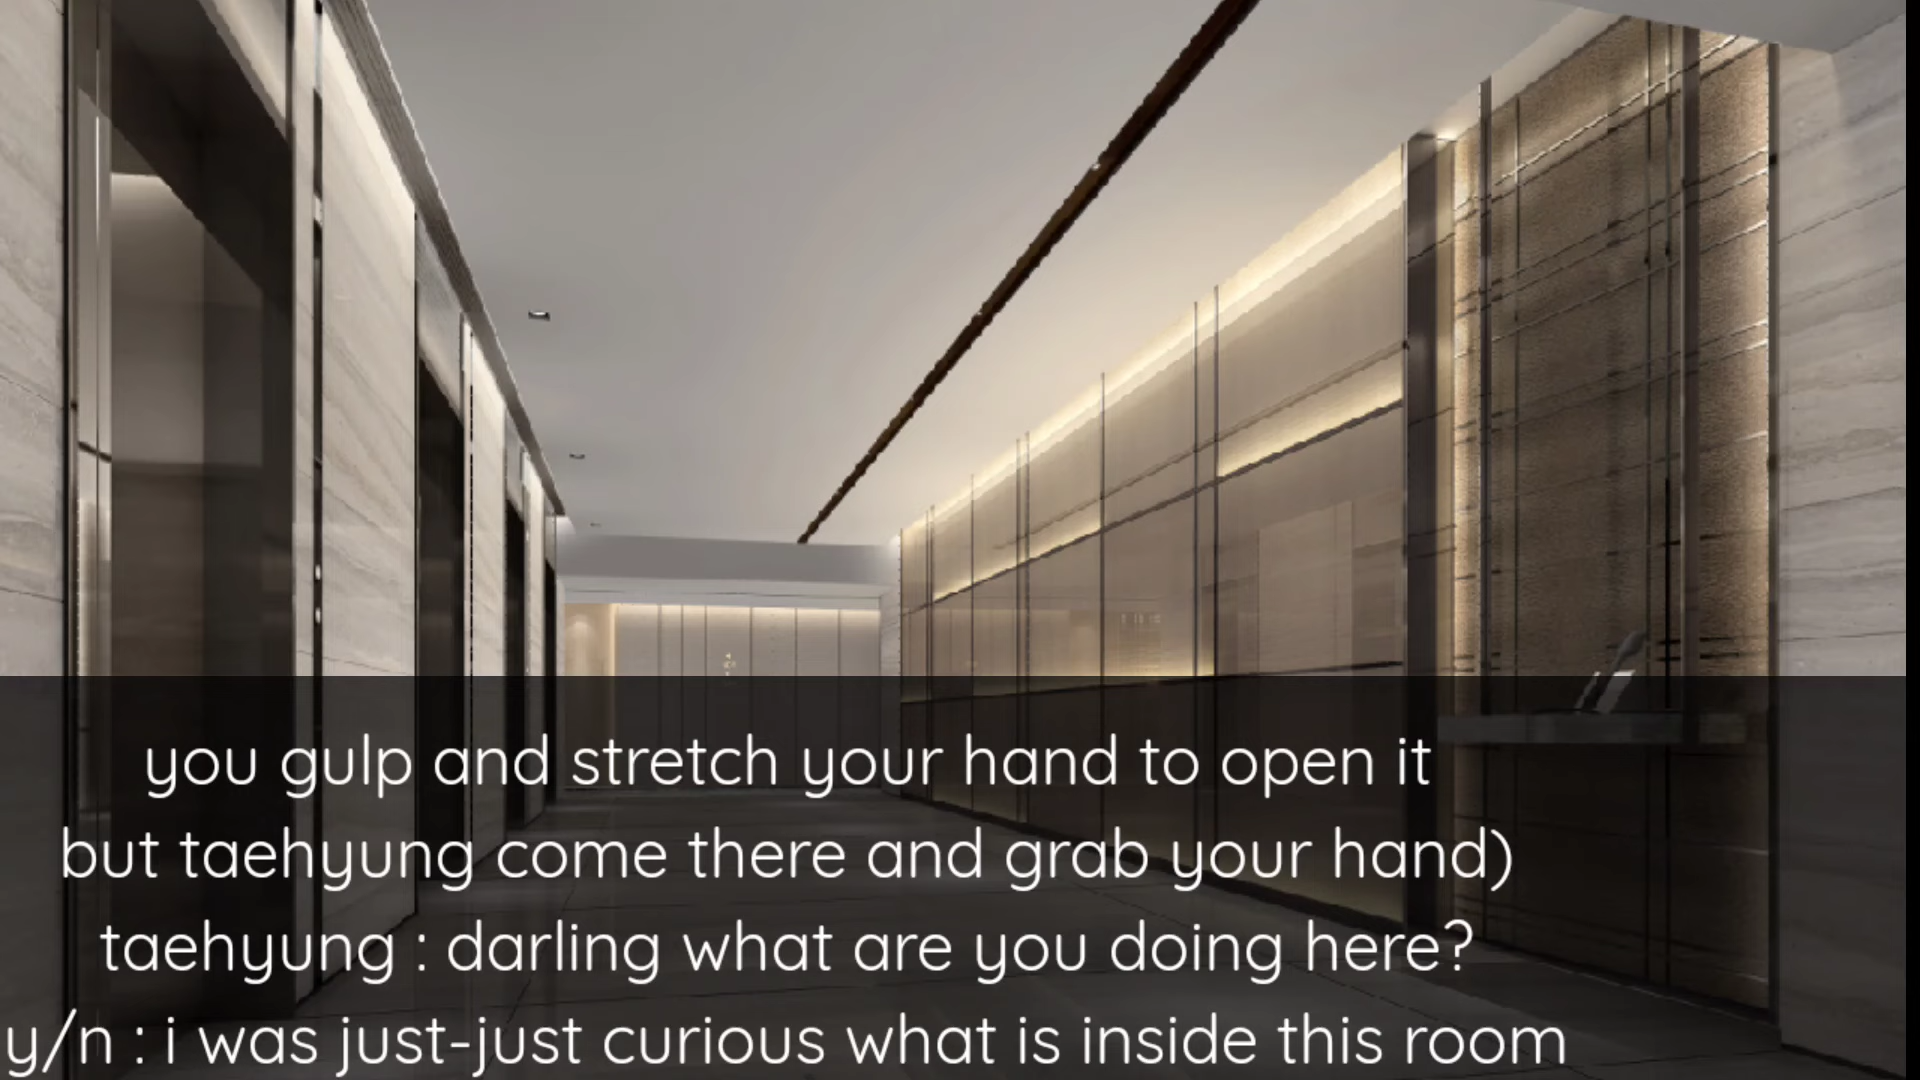 you gulp and stretch your hand to open it
but taehyung come there and grab your hand)
taehyung : darling what are you doing here?
y/n : i was just-just curious what is inside this room